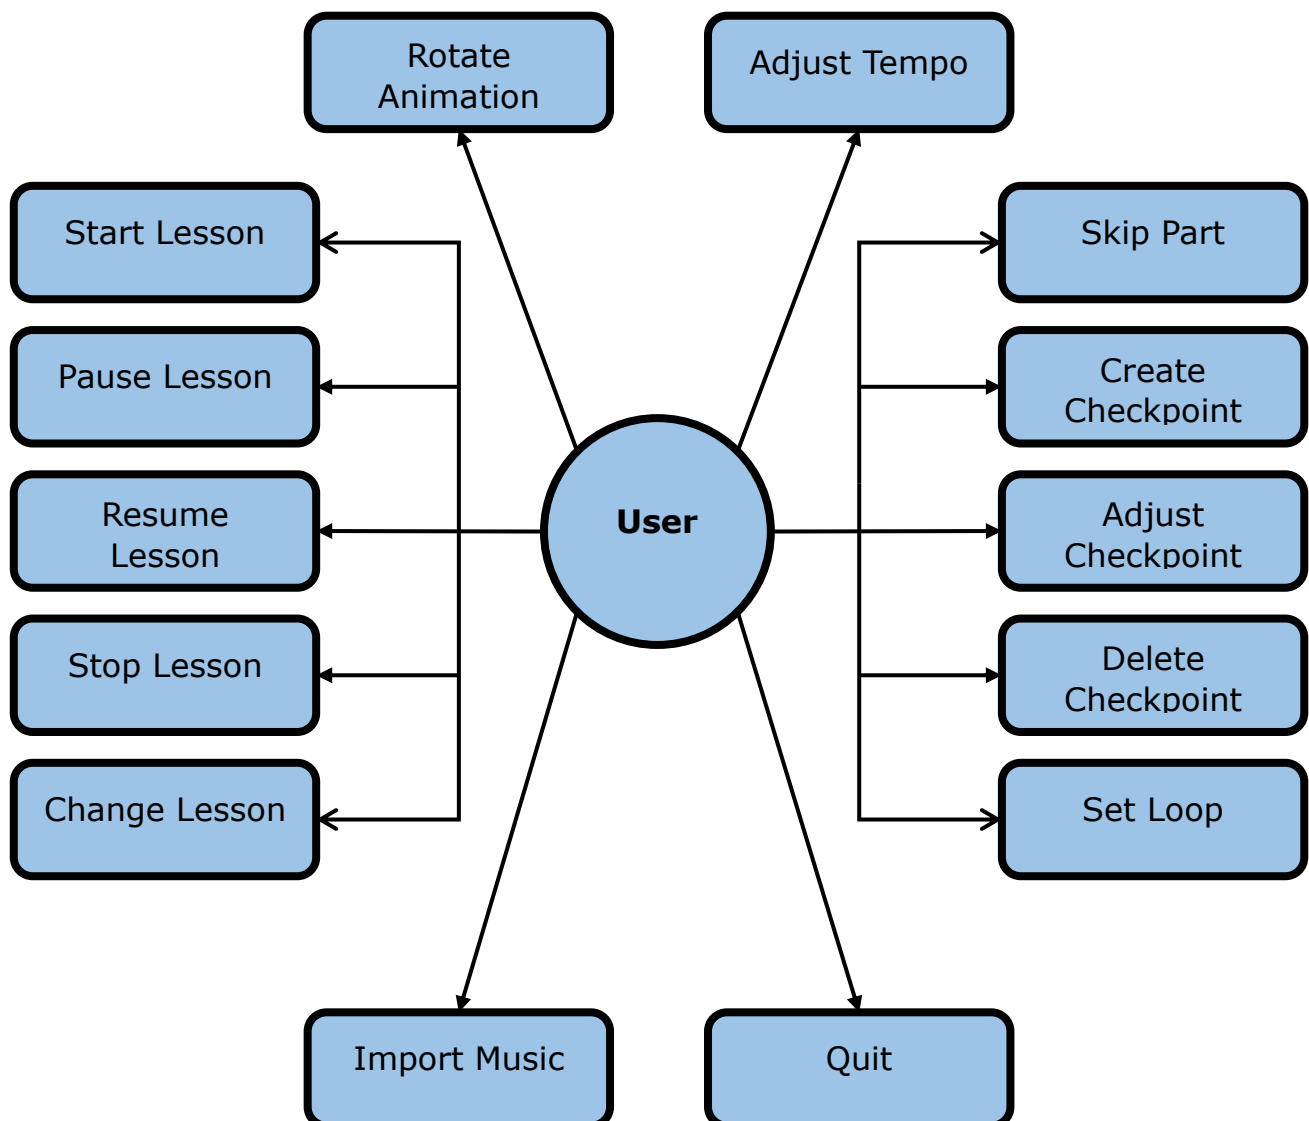 Rotate
Animation
Adjust Tempo
Start Lesson
Skip Part
Pause Lesson
Create
Checkpoint
Resume
Lesson
User
Adjust
Checkpoint
Stop Lesson
Delete
Checkpoint
Change Lesson
Set Loop
Import Music
Quit